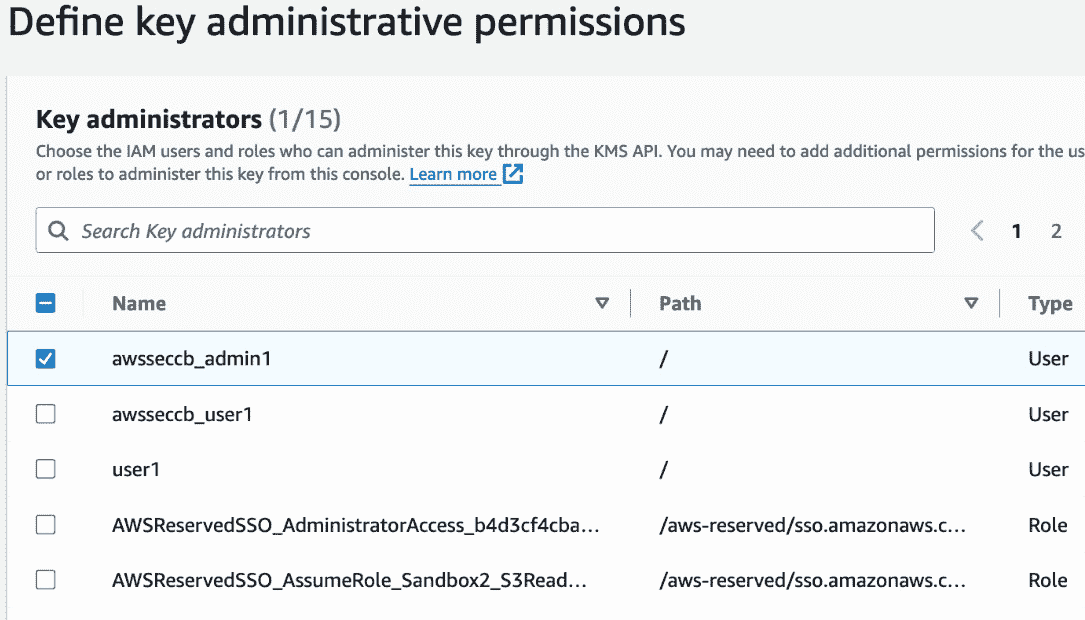 Define key administrative permissions
Key administrators (1/15)
Choose the IAM users and roles who can administer this key through the KMS API. You may need to add additional permissions for the us
or roles to administer this key from this console. Learn more
Search Key administrators 1 2
Name Path Type
awsseccb_admin1 / User
awsseccb_user1 / User
user1 / User
AWSReservedSSO_AdministratorAccess_b4d3cf4cba... /aws-reserved/sso.amazonaws.c... Role
AWSReservedSSO_AssumeRole_Sandbox2_S3Read... /aws-reserved/sso.amazonaws.c... Role